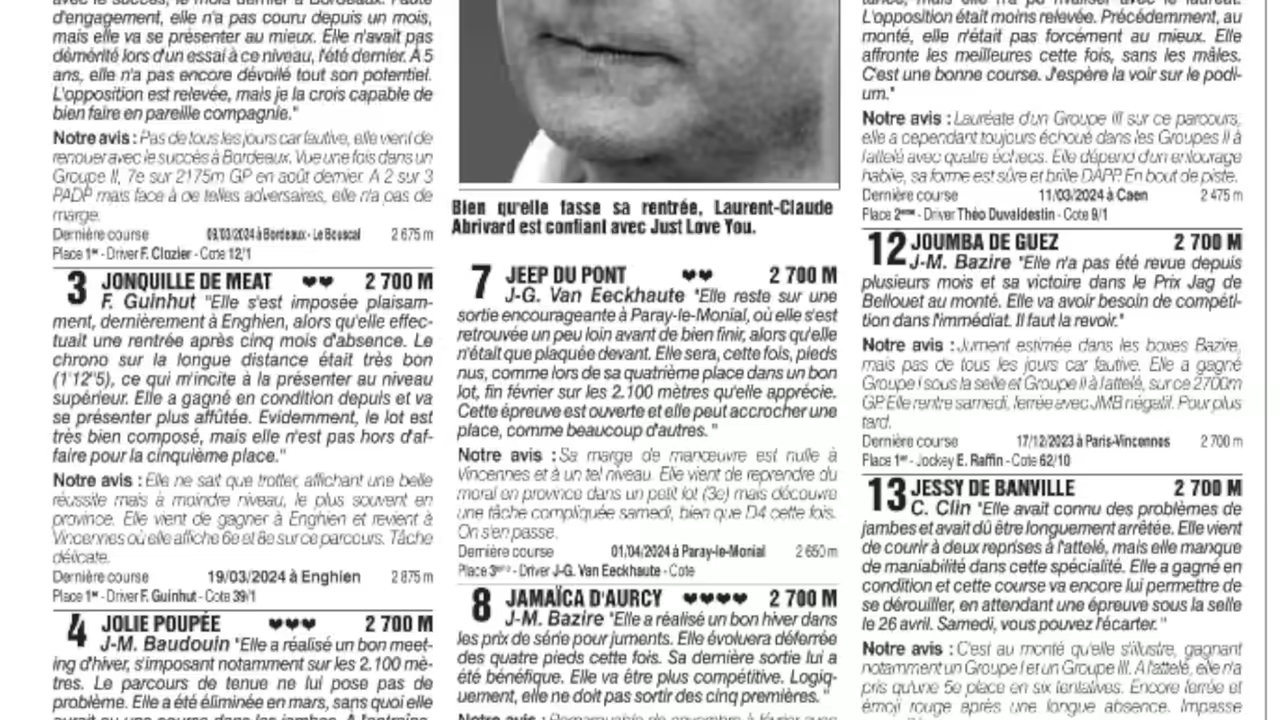 avec le succès, le mois dernier à Bordeaux. Faute
d'engagement, elle n'a pas couru depuis un mois,
mais elle va se présenter au mieux. Elle n'avait pas
démérité lors d'un essai à ce niveau, l'été dernier. A 5
ans, elle n'a pas encore dévoilé tout son potentiel.
L'opposition est relevée, mais je la crois capable de
bien faire en pareille compagnie."
Notre avis : Pas de tous les jours car fautive, elle vient de
renouer avec le succès à Bordeaux. Vue une fois dans un
Groupe II, 7e sur 2175m GP en août dernier. A 2 sur 3
PADP mais face à de telles adversaires, elle n'a pas de
marge.
Dernière course 09/03/2024 à Bordeaux - Le Bouscat 2 675 m
Place 1er - Driver F. Clozier - Cote 12/1
3 JONQUILLE DE MEAT ♥♥ 2 700 M
F. Guinhut "Elle s'est imposée plaisam-
ment, dernièrement à Enghien, alors qu'elle effec-
tuait une rentrée après cinq mois d'absence. Le
chrono sur la longue distance était très bon
(1'12"5), ce qui m'incite à la présenter au niveau
supérieur. Elle a gagné en condition depuis et va
se présenter plus affûtée. Evidemment, le lot est
très bien composé, mais elle n'est pas hors d'af-
faire pour la cinquième place."
Notre avis : Elle ne sait que trotter, affichant une belle
réussite mais à moindre niveau, le plus souvent en
province. Elle vient de gagner à Enghien et revient à
Vincennes où elle affiche 6e et 8e sur ce parcours. Tâche
délicate.
Dernière course 19/03/2024 à Enghien 2 875 m
Place 1er - Driver F. Guinhut - Cote 39/1
4 JOLIE POUPÉE ♥♥♥ 2 700 M
J-M. Baudouin "Elle a réalisé un bon meet-
ing d'hiver, s'imposant notamment sur les 2.100 mè-
tres. Le parcours de tenue ne lui pose pas de
problème. Elle a été éliminée en mars, sans quoi elle
aurait eu une course dans les jambes. A l'entraîne-
Bien qu'elle fasse sa rentrée, Laurent-Claude
Abrivard est confiant avec Just Love You.
7 JEEP DU PONT ♥♥ 2 700 M
J-G. Van Eeckhaute "Elle reste sur une
sortie encourageante à Paray-le-Monial, où elle s'est
retrouvée un peu loin avant de bien finir, alors qu'elle
n'était que plaquée devant. Elle sera, cette fois, pieds
nus, comme lors de sa quatrième place dans un bon
lot, fin février sur les 2.100 mètres qu'elle apprécie.
Cette épreuve est ouverte et elle peut accrocher une
place, comme beaucoup d'autres."
Notre avis : Sa marge de manœuvre est nulle à
Vincennes et à un tel niveau. Elle vient de reprendre du
moral en province dans un petit lot (3e) mais découvre
une tâche compliquée samedi, bien que D4 cette fois.
On s'en passe.
Dernière course 01/04/2024 à Paray-le-Monial 2 650 m
Place 3ème - Driver J-G. Van Eeckhaute - Cote
8 JAMAÏCA D'AURCY ♥♥♥♥ 2 700 M
J-M. Bazire "Elle a réalisé un bon hiver dans
les prix de série pour juments. Elle évoluera déferrée
des quatre pieds cette fois. Sa dernière sortie lui a
été bénéfique. Elle va être plus compétitive. Logiq-
uement, elle ne doit pas sortir des cinq premières."
Notre avis : Remarquable de novembre à février avec
L'opposition était moins relevée. Précédemment, au
monté, elle n'était pas forcément au mieux. Elle
affronte les meilleures cette fois, sans les mâles.
C'est une bonne course. J'espère la voir sur le podi-
um."
Notre avis : Lauréate d'un Groupe III sur ce parcours,
elle a cependant toujours échoué dans les Groupes II à
l'attelé avec quatre échecs. Elle dépend d'un entourage
habile, sa forme est sûre et brille DAPP. En bout de piste.
Dernière course 11/03/2024 à Caen 2 475 m
Place 2ème - Driver Théo Duvaldestin - Cote 9/1
12 JOUMBA DE GUEZ 2 700 M
J-M. Bazire "Elle n'a pas été revue depuis
plusieurs mois et sa victoire dans le Prix Jag de
Bellouet au monté. Elle va avoir besoin de compéti-
tion dans l'immédiat. Il faut la revoir."
Notre avis : Jument estimée dans les boxes Bazire,
mais pas de tous les jours car fautive. Elle a gagné
Groupe I sous la selle et Groupe II à l'attelé, sur ce 2700m
GP. Elle rentre samedi, ferrée avec JMB négatif. Pour plus
tard.
Dernière course 17/12/2023 à Paris-Vincennes 2 700 m
Place 1er - Jockey E. Raffin - Cote 62/10
13 JESSY DE BANVILLE 2 700 M
C. Clin "Elle avait connu des problèmes de
jambes et avait dû être longuement arrêtée. Elle vient
de courir à deux reprises à l'attelé, mais elle manque
de maniabilité dans cette spécialité. Elle a gagné en
condition et cette course va encore lui permettre de
se dérouiller, en attendant une épreuve sous la selle
le 26 avril. Samedi, vous pouvez l'écarter."
Notre avis : C'est au monté qu'elle s'illustre, gagnant
notamment un Groupe I et un Groupe III. A l'attelé, elle n'a
pris qu'une 5e place en six tentatives. Encore ferrée et
émoji rouge après une longue absence. Impasse